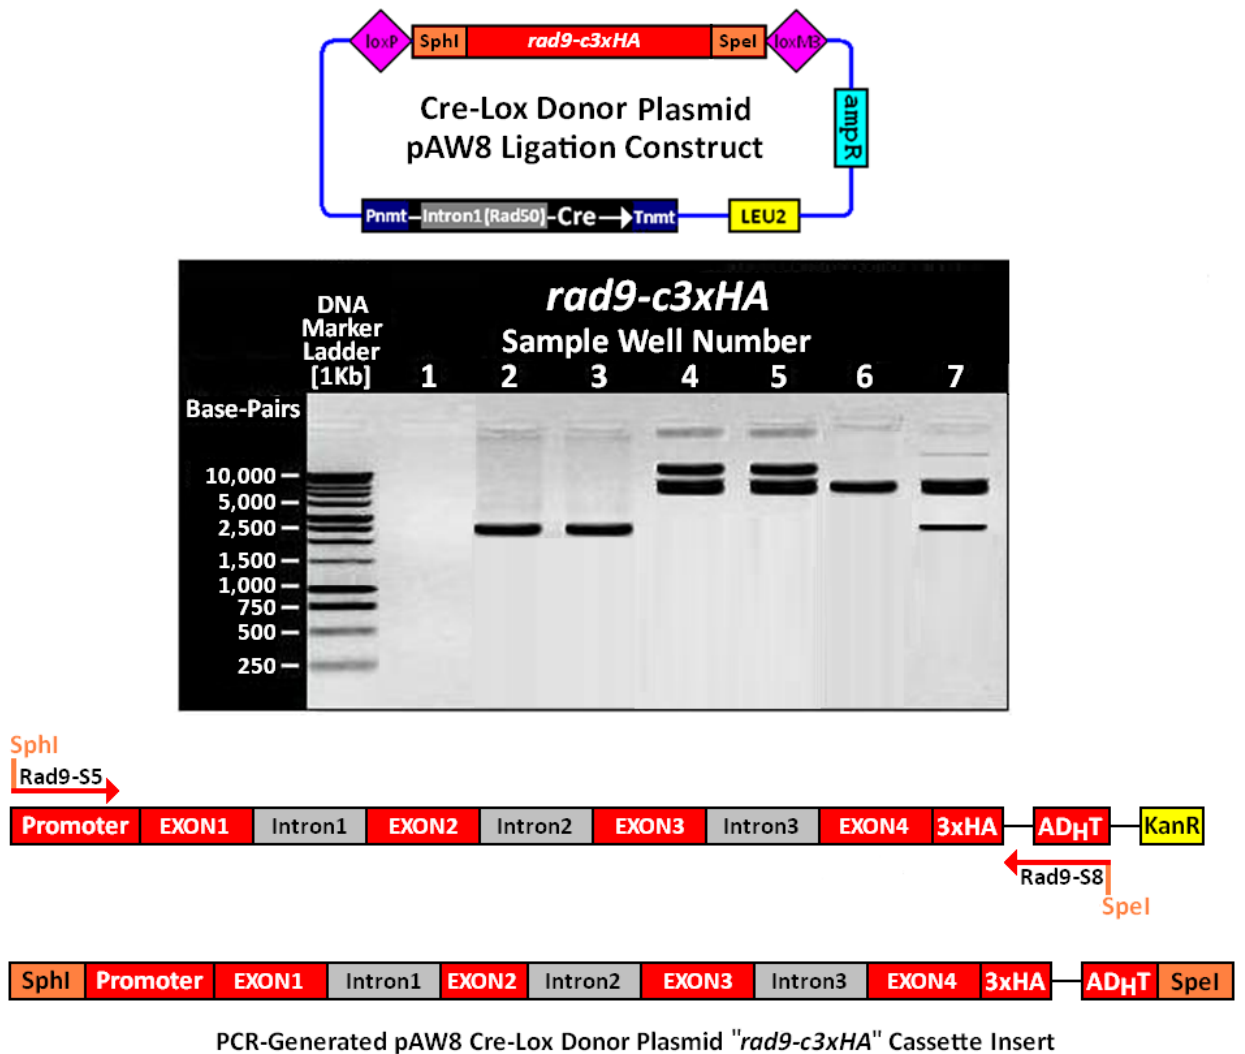 loxP SphI rad9-c3xHA SpeI loxM3
Cre-Lox Donor Plasmid
pAW8 Ligation Construct
ampR
Pnmt Intron1(Rad50) Cre Tnmt LEU2
rad9-c3xHA
Sample Well Number
DNA
Marker
Ladder
[1Kb] 1 2 3 4 5 6 7
Base-Pairs
10,000
5,000
2,500
1,500
1,000
750
500
250
SphI
Rad9-S5
Promoter EXON1 Intron1 EXON2 Intron2 EXON3 Intron3 EXON4 3xHA ADHT KanR
Rad9-S8
SpeI
SphI Promoter EXON1 Intron1 EXON2 Intron2 EXON3 Intron3 EXON4 3xHA ADHT SpeI
PCR-Generated pAW8 Cre-Lox Donor Plasmid "rad9-c3xHA" Cassette Insert